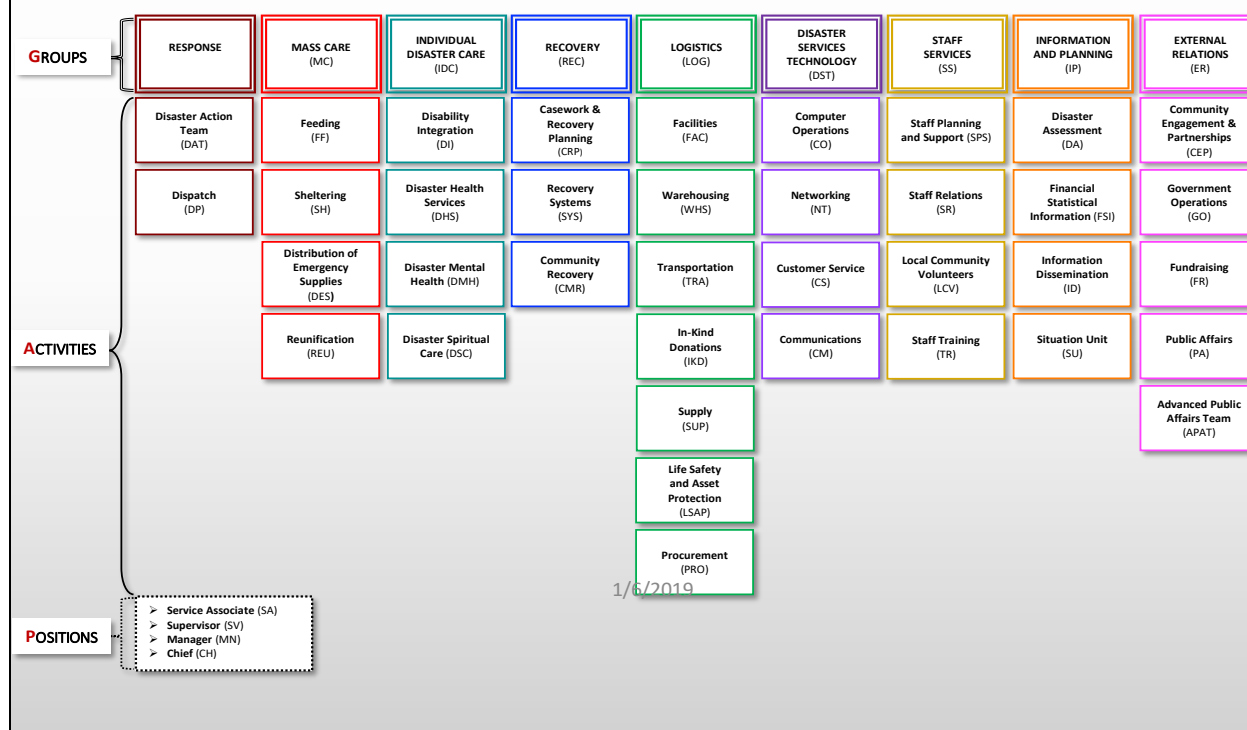 GROUPS
RESPONSE
MASS CARE
(MC)
INDIVIDUAL
DISASTER CARE
(IDC)
RECOVERY
(REC)
LOGISTICS
(LOG)
DISASTER
SERVICES
TECHNOLOGY
(DST)
STAFF
SERVICES
(SS)
INFORMATION
AND PLANNING
(IP)
EXTERNAL
RELATIONS
(ER)
ACTIVITIES
Disaster Action
Team
(DAT)
Dispatch
(DP)
Feeding
(FF)
Sheltering
(SH)
Distribution of
Emergency
Supplies
(DES)
Reunification
(REU)
Disability
Integration
(DI)
Disaster Health
Services
(DHS)
Disaster Mental
Health (DMH)
Disaster Spiritual
Care (DSC)
Casework &
Recovery
Planning
(CRP)
Recovery
Systems
(SYS)
Community
Recovery
(CMR)
Facilities
(FAC)
Warehousing
(WHS)
Transportation
(TRA)
In-Kind
Donations
(IKD)
Supply
(SUP)
Life Safety
and Asset
Protection
(LSAP)
Procurement
(PRO)
Computer
Operations
(CO)
Networking
(NT)
Customer Service
(CS)
Communications
(CM)
Staff Planning
and Support (SPS)
Staff Relations
(SR)
Local Community
Volunteers
(LCV)
Staff Training
(TR)
Disaster
Assessment
(DA)
Financial
Statistical
Information (FSI)
Information
Dissemination
(ID)
Situation Unit
(SU)
Community
Engagement &
Partnerships
(CEP)
Government
Operations
(GO)
Fundraising
(FR)
Public Affairs
(PA)
Advanced Public
Affairs Team
(APAT)
1/6/2019
POSITIONS
➢ Service Associate (SA)
➢ Supervisor (SV)
➢ Manager (MN)
➢ Chief (CH)